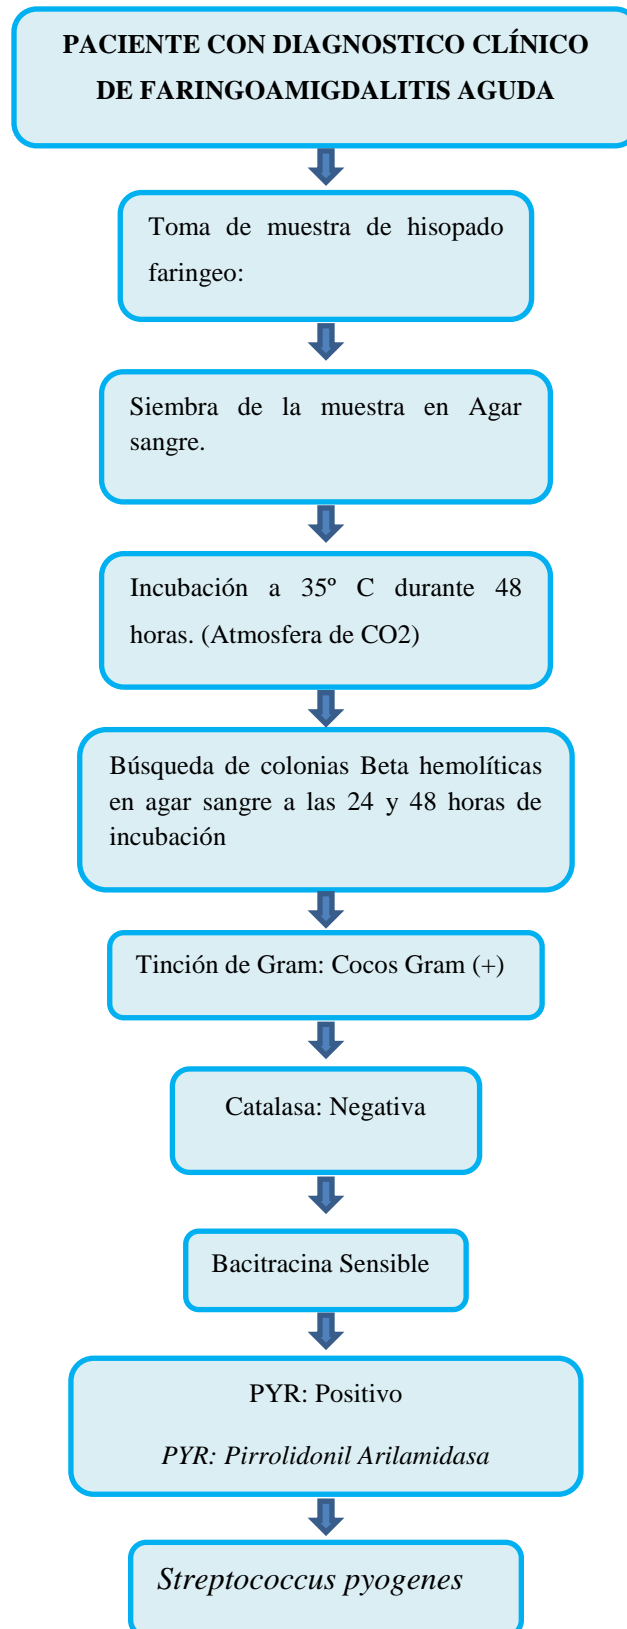 PACIENTE CON DIAGNOSTICO CLÍNICO
DE FARINGOAMIGDALITIS AGUDA
Toma de muestra de hisopado
faringeo:
Siembra de la muestra en Agar
sangre.
Incubación a 35º C durante 48
horas. (Atmosfera de CO2)
Búsqueda de colonias Beta hemolíticas
en agar sangre a las 24 y 48 horas de
incubación
Tinción de Gram: Cocos Gram (+)
Catalasa: Negativa
Bacitracina Sensible
PYR: Positivo
PYR: Pirrolidonil Arilamidasa
Streptococcus pyogenes